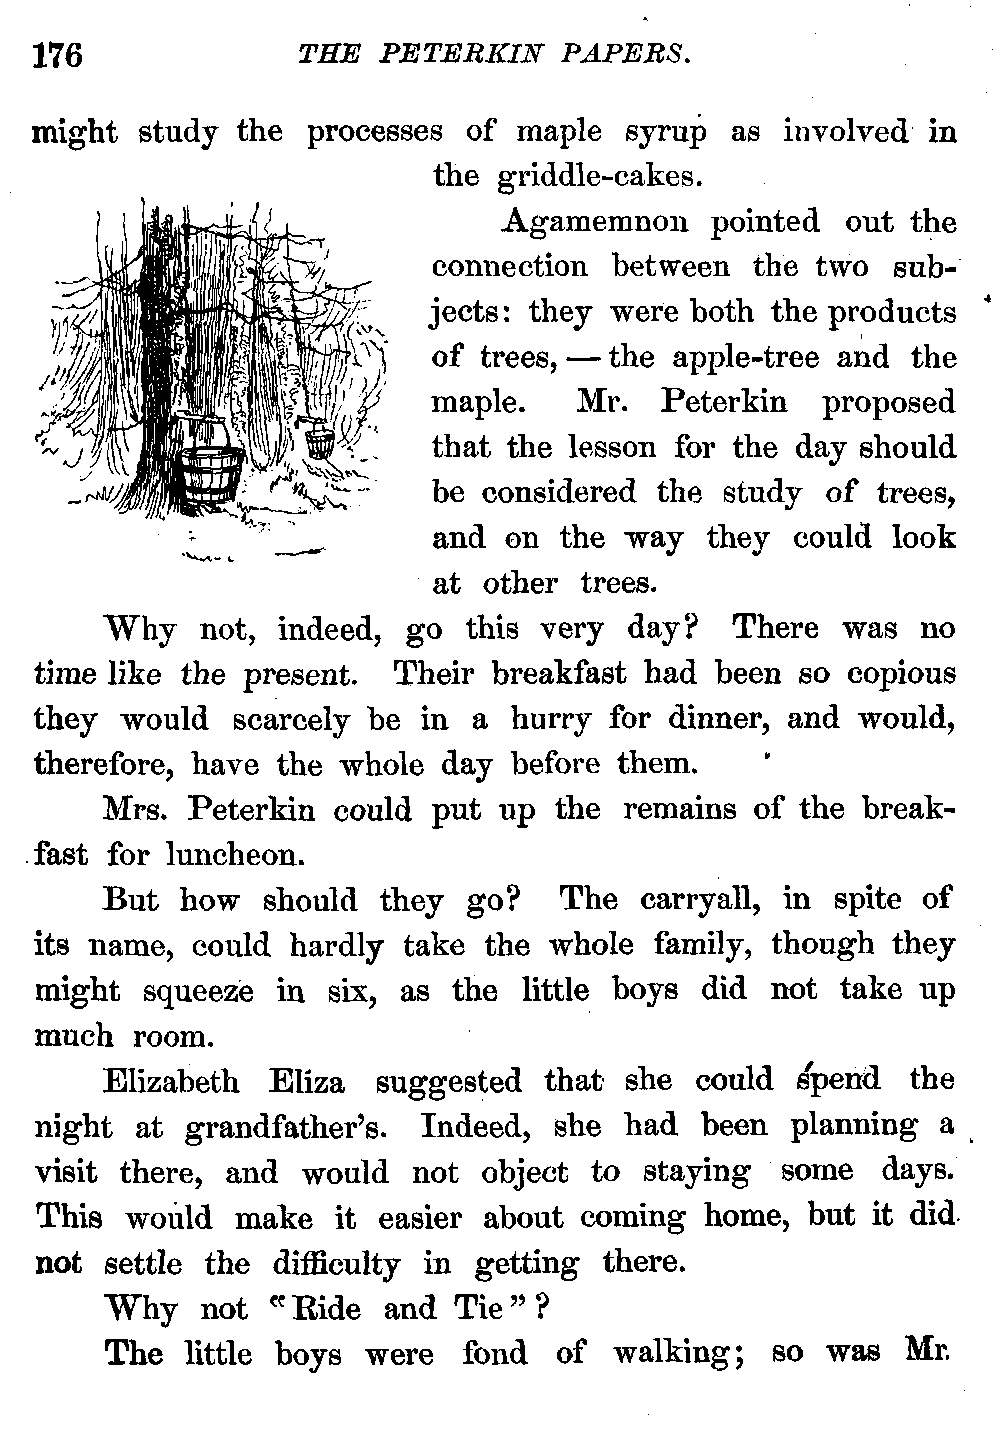 176 THE PETERKIN PAPERS.
might study the processes of maple syrup as involved in
the griddle-cakes.
Agamemnon pointed out the
connection between the two sub-
jects: they were both the products
of trees, — the apple-tree and the
maple. Mr. Peterkin proposed
that the lesson for the day should
be considered the study of trees,
and on the way they could look
at other trees.
Why not, indeed, go this very day? There was no
time like the present. Their breakfast had been so copious
they would scarcely be in a hurry for dinner, and would,
therefore, have the whole day before them.
Mrs. Peterkin could put up the remains of the break-
fast for luncheon.
But how should they go? The carryall, in spite of
its name, could hardly take the whole family, though they
might squeeze in six, as the little boys did not take up
much room.
Elizabeth Eliza suggested that she could spend the
night at grandfather's. Indeed, she had been planning a
visit there, and would not object to staying some days.
This would make it easier about coming home, but it did
not settle the difficulty in getting there.
Why not "Ride and Tie"?
The little boys were fond of walking; so was Mr.